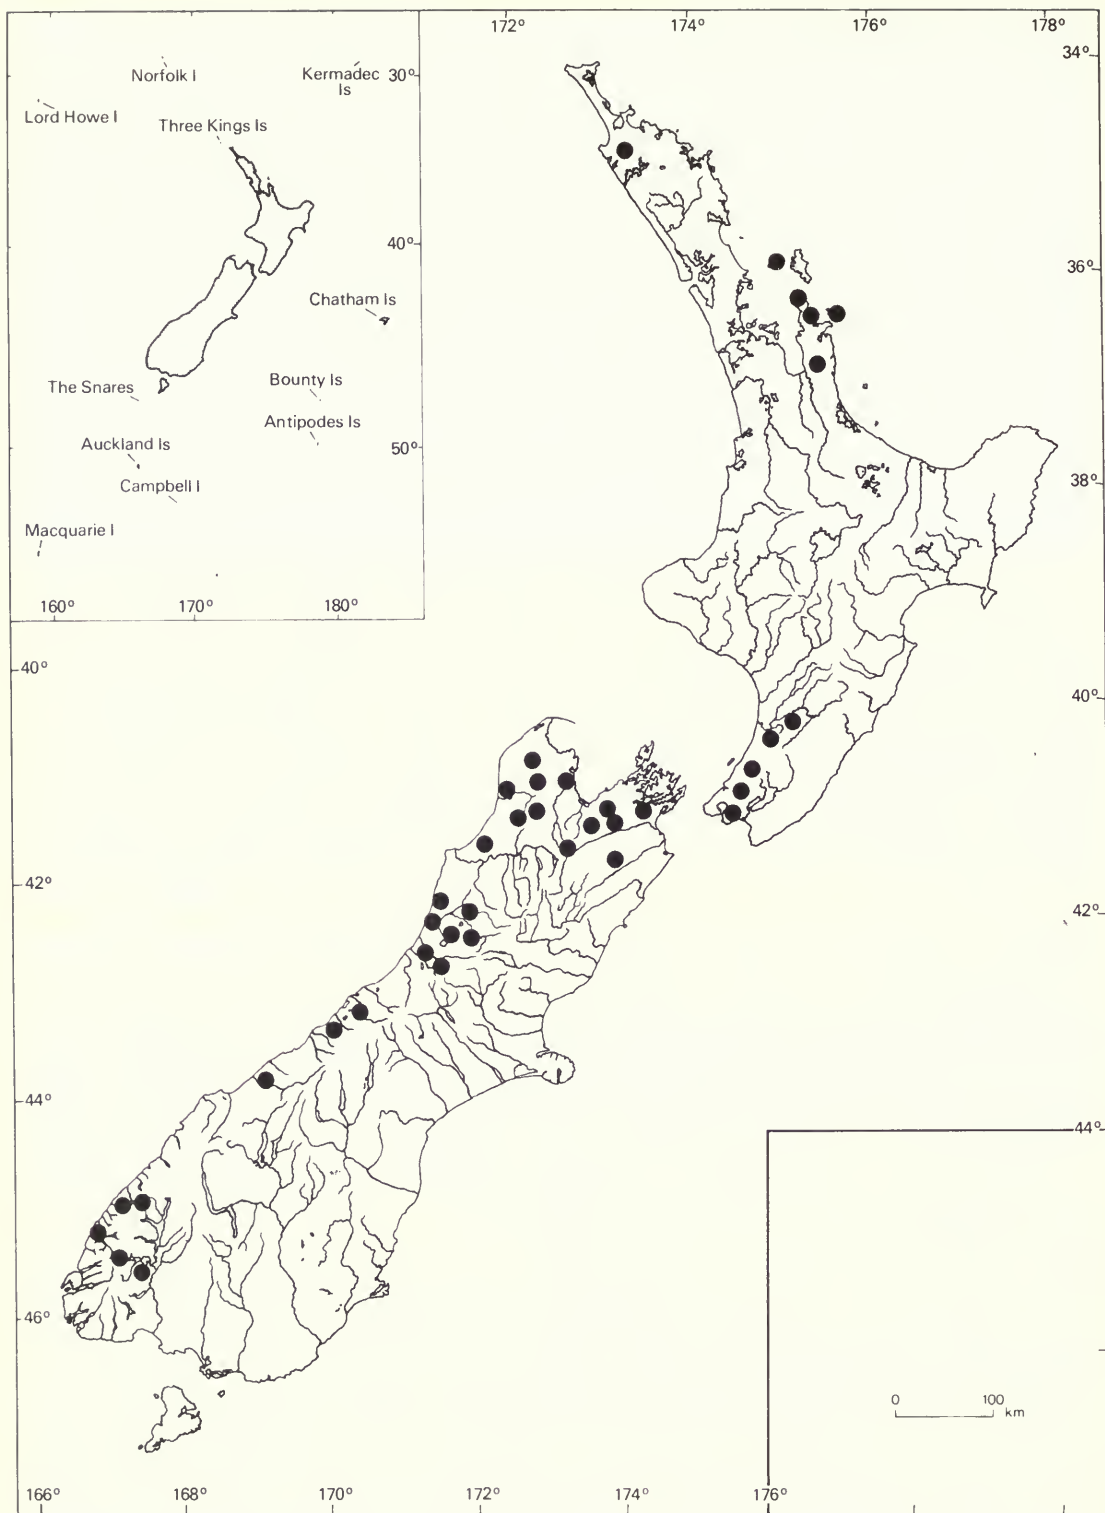 172° 174° 176° 178°
34°
Norfolk I
Kermadec
Is
30°
Lord Howe I
Three Kings Is
40°
36°
Chatham Is
The Snares
Bounty Is
Antipodes Is
Auckland Is
50°
Campbell I
38°
Macquarie I
160° 170° 180°
40°
40°
42°
42°
44°
44°
46°
0 100
km
166° 168° 170° 172° 174° 176°